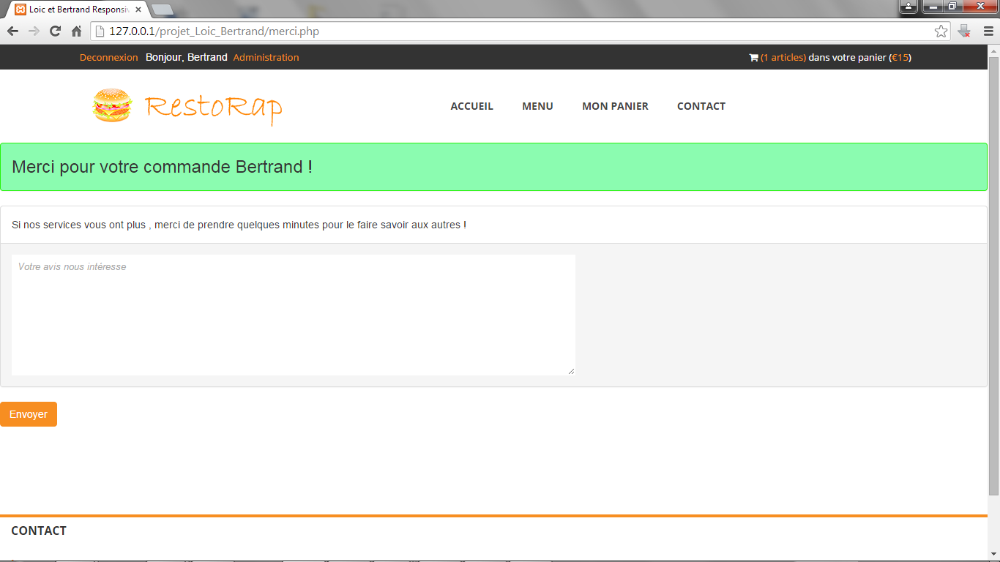 Loic et Bertrand Responsiv
127.0.0.1/projet_Loic_Bertrand/merci.php
Deconnexion Bonjour, Bertrand Administration (1 articles) dans votre panier (€15)
RestoRap ACCUEIL MENU MON PANIER CONTACT
Merci pour votre commande Bertrand !
Si nos services vous ont plus , merci de prendre quelques minutes pour le faire savoir aux autres !
Votre avis nous intéresse
Envoyer
CONTACT